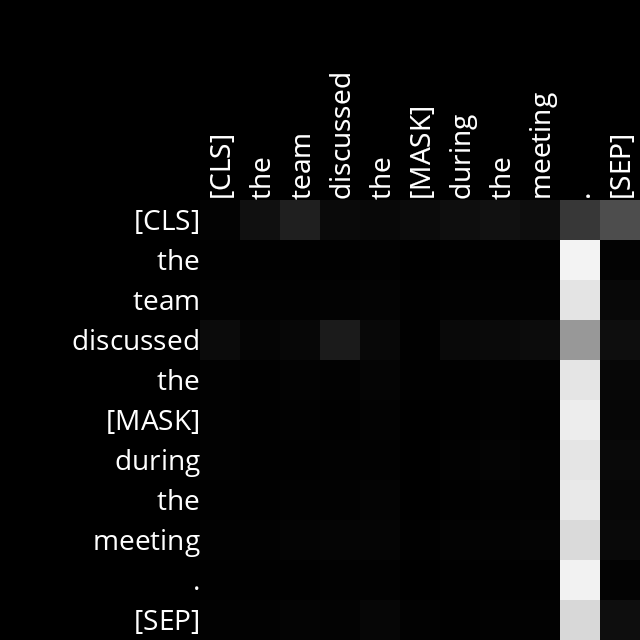 [CLS] the team discussed the [MASK] during the meeting . [SEP]
[CLS]
the
team
discussed
the
[MASK]
during
the
meeting
.
[SEP]